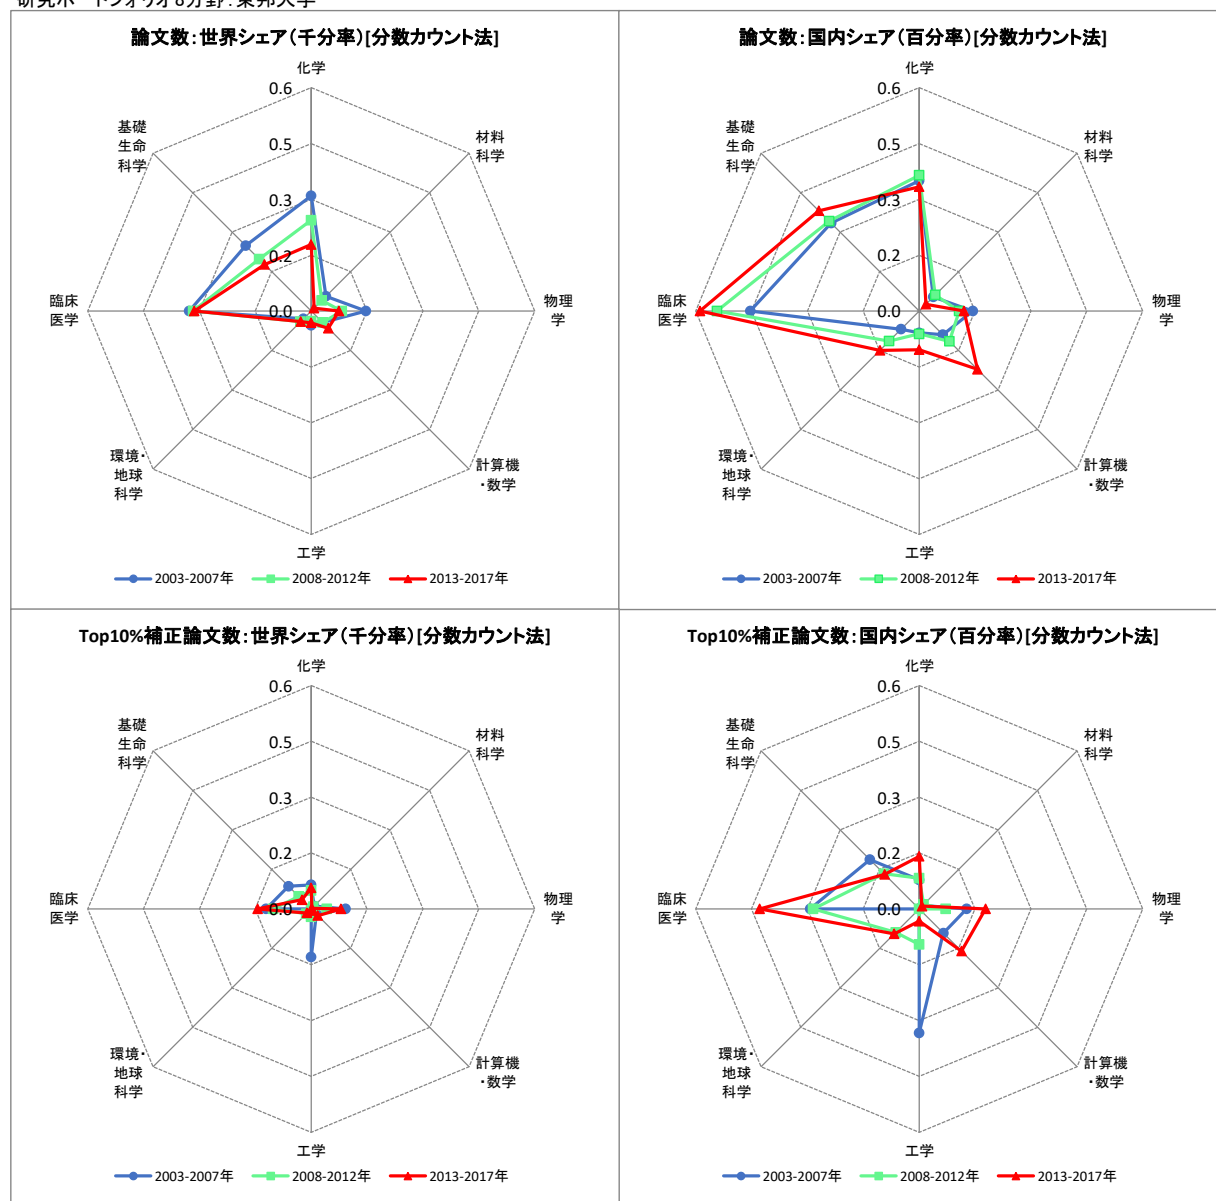 研究ポートフォリオ8分野:東邦大学
論文数:世界シェア(千分率)[分数カウント法]
化学
0.6
0.5
0.3
0.2
0.0
基礎
生命
科学
材料
科学
臨床
医学
物理
学
環境・
地球
科学
計算機
・数学
工学
2003-2007年
2008-2012年
2013-2017年
論文数:国内シェア(百分率)[分数カウント法]
化学
0.6
0.5
0.3
0.2
0.0
基礎
生命
科学
材料
科学
臨床
医学
物理
学
環境・
地球
科学
計算機
・数学
工学
2003-2007年
2008-2012年
2013-2017年
Top10%補正論文数:世界シェア(千分率)[分数カウント法]
化学
0.6
0.5
0.3
0.2
0.0
基礎
生命
科学
材料
科学
臨床
医学
物理
学
環境・
地球
科学
計算機
・数学
工学
2003-2007年
2008-2012年
2013-2017年
Top10%補正論文数:国内シェア(百分率)[分数カウント法]
化学
0.6
0.5
0.3
0.2
0.0
基礎
生命
科学
材料
科学
臨床
医学
物理
学
環境・
地球
科学
計算機
・数学
工学
2003-2007年
2008-2012年
2013-2017年